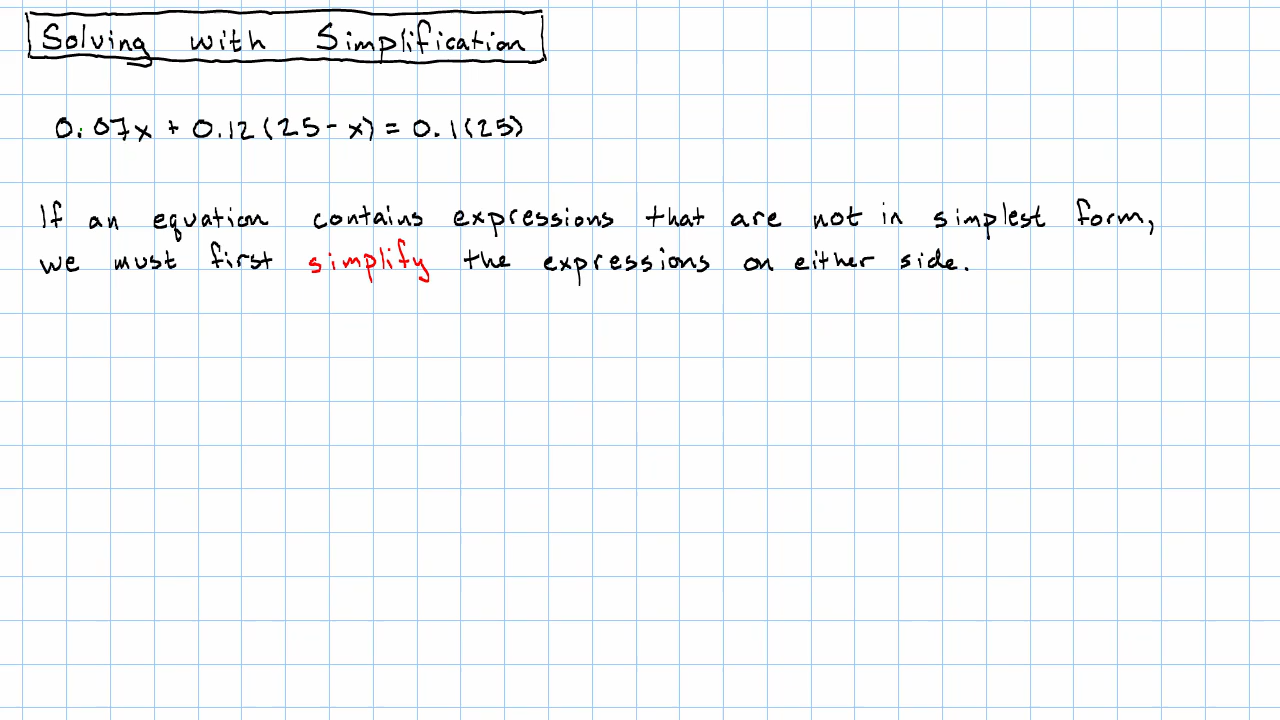 Solving with Simplification
0.07x + 0.12(25 - x) = 0.1(25)
If an equation contains expressions that are not in simplest form,
we must first simplify the expressions on either side.